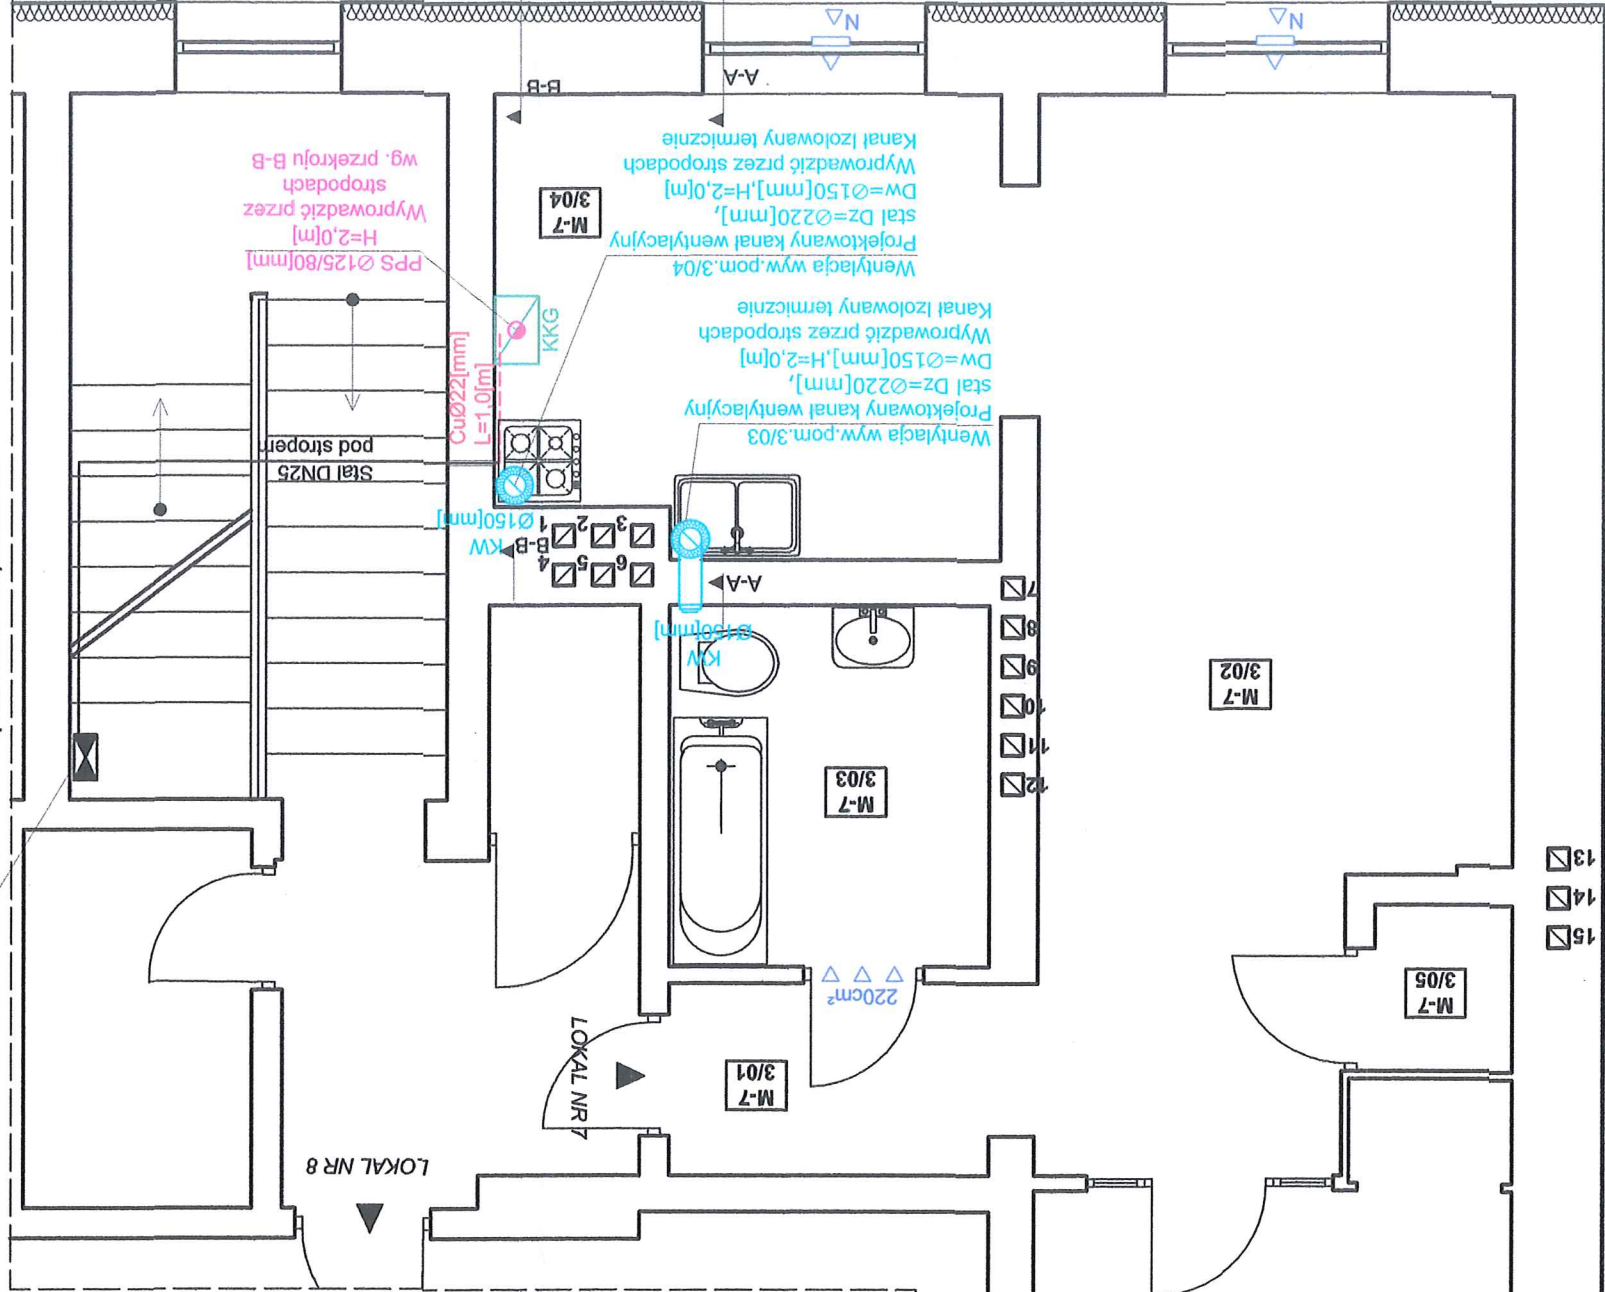 N
N
B-B
A-A
PPS Ø125/80[mm]
H=2,0[m]
Wyprowadzić przez
stropodach
wg. przekroju B-B
M-7
3/04
Wentylacja wyw.pom.3/04
Projektowany kanał wentylacyjny
stal Dz=Ø220[mm],
Dw=Ø150[mm],H=2,0[m]
Wyprowadzić przez stropodach
Kanał Izolowany termicznie
Wentylacja wyw.pom.3/03
Projektowany kanał wentylacyjny
stal Dz=Ø220[mm],
Dw=Ø150[mm],H=2,0[m]
Wyprowadzić przez stropodach
Kanał Izolowany termicznie
KKG
CuØ22[mm]
L=1,0[m]
Stal DN25
pod stropem
KW
Ø150[mm]
B-B
1
2
3
4
5
6
A-A
KW
Ø150[mm]
7
8
9
10
11
12
M-7
3/02
M-7
3/03
13
14
15
M-7
3/05
220cm²
M-7
3/01
LOKAL NR 7
LOKAL NR 8